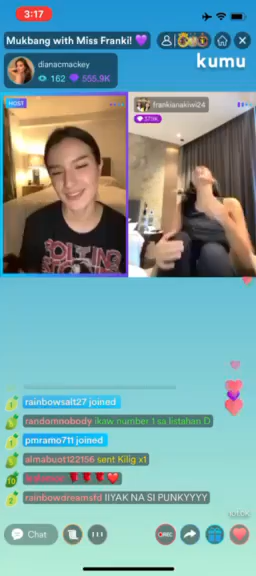 3:17
Mukbang with Miss Franki! 💜
kumu
dianacmackey
162 555.9K
HOST
frankianakiwi24
rainbowsalt27 joined
randomnobody ikaw number 1 sa listahan D
pmramo711 joined
almabuot122156 sent Kilig x1
🌹🌹🌹❤️
rainbowdreamsfd IIYAK NA SI PUNKYYYY
Chat